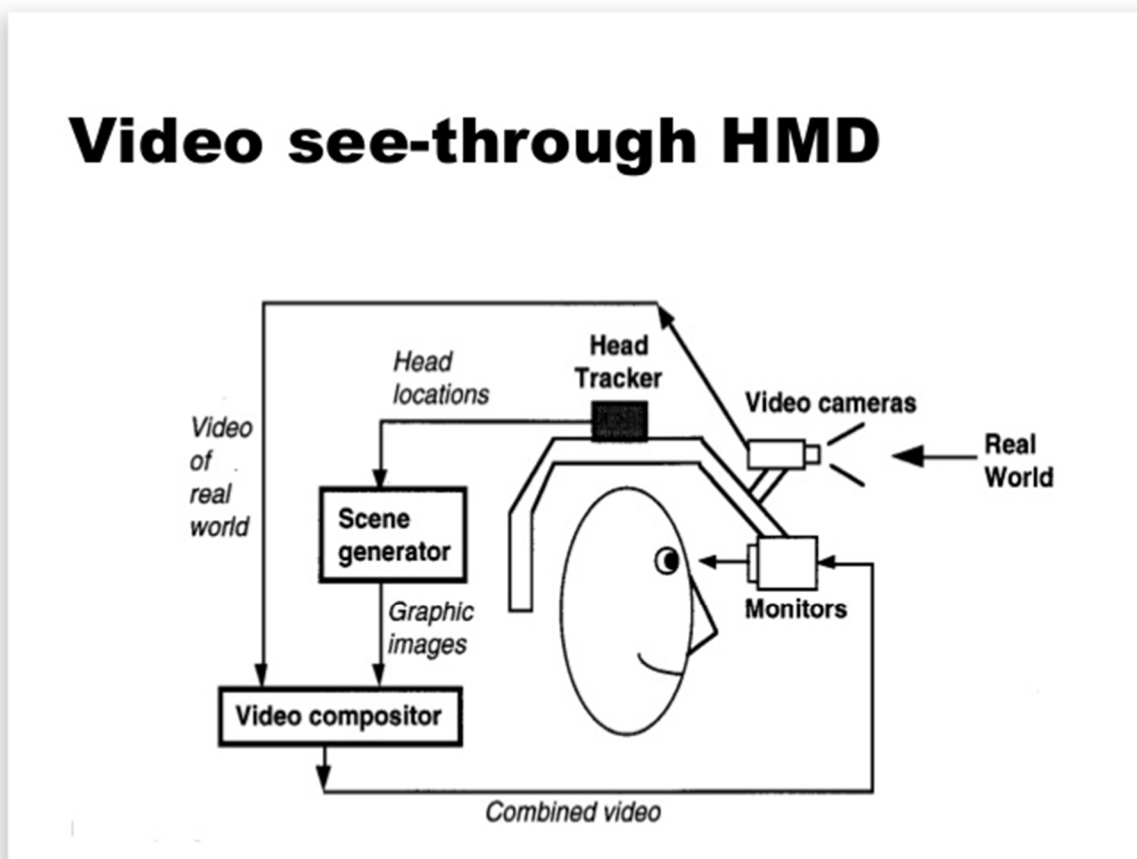 Video see-through HMD
Head
Tracker
Head
locations
Video cameras
Video
of
real
world
Real
World
Scene
generator
Monitors
Graphic
images
Video compositor
Combined video